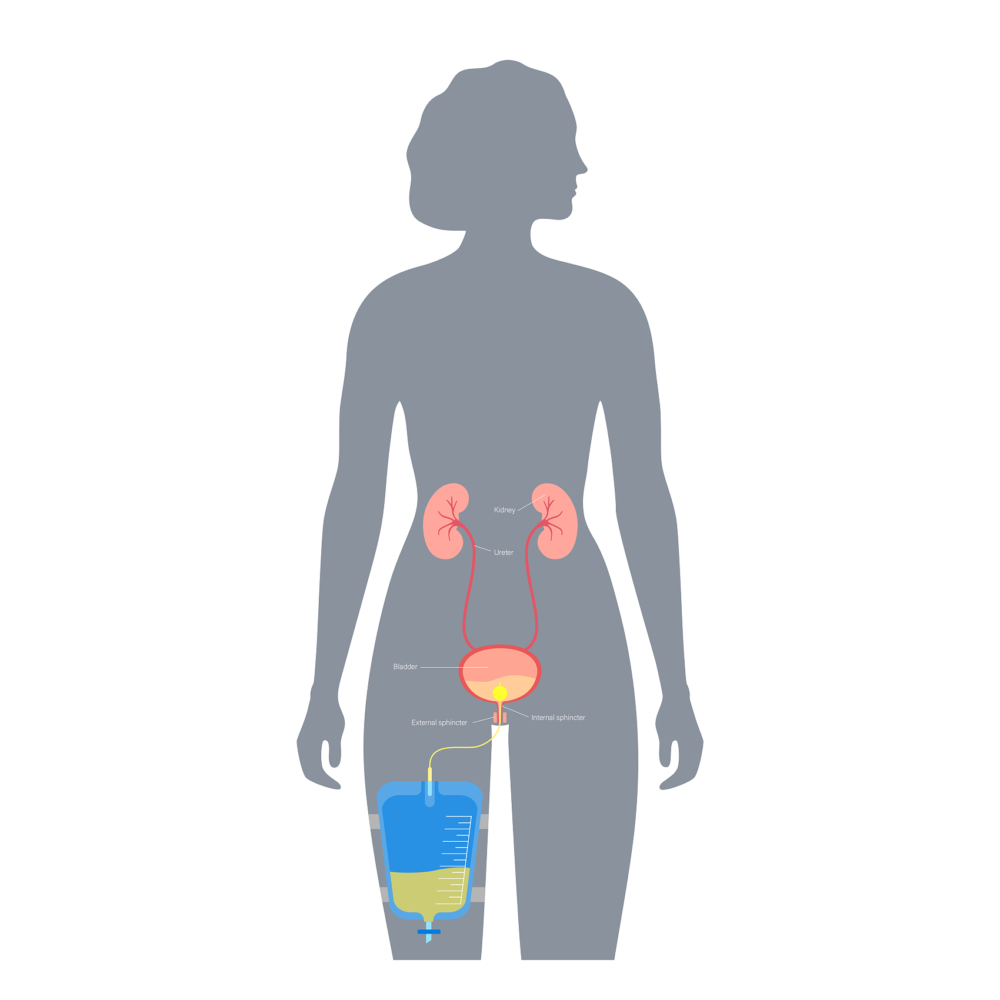 Kidney
Ureter
Bladder
Internal sphincter
External sphincter